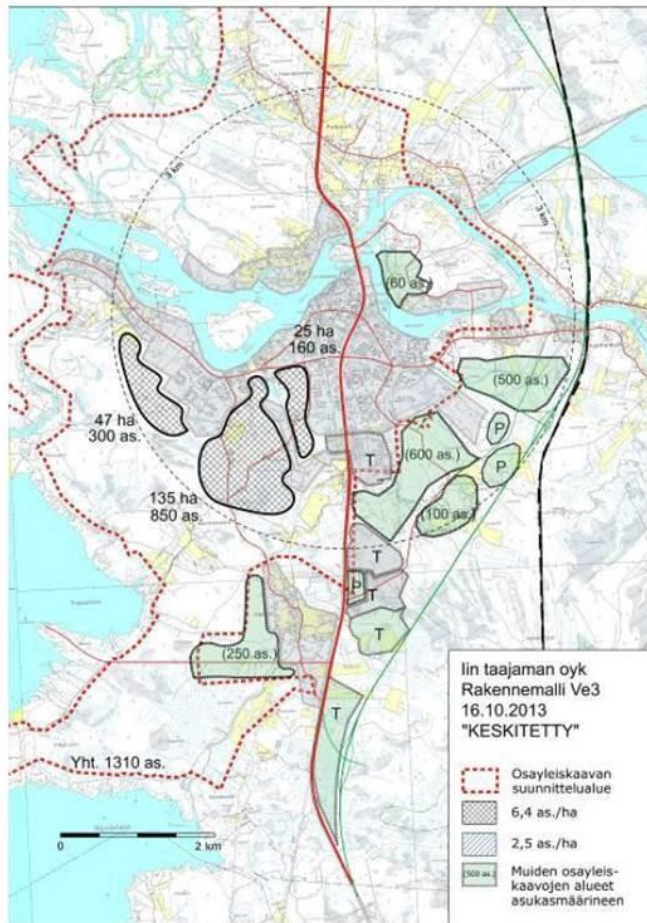 3 km
3 km
(60 as.)
25 ha
160 as.
(500 as.)
47 ha
300 as.
P
(600 as.)
T
P
135 ha
850 as.
(100 as.)
T
P
T
T
(250 as.)
T
Yht. 1310 as.
0 2 km
Iin taajaman oyk
Rakennemalli Ve3
16.10.2013
"KESKITETTY"
Osayleiskaavan
suunnittelualue
6,4 as./ha
2,5 as./ha
(500 as.)
Muiden osayleis-
kaavojen alueet
asukasmäärineen